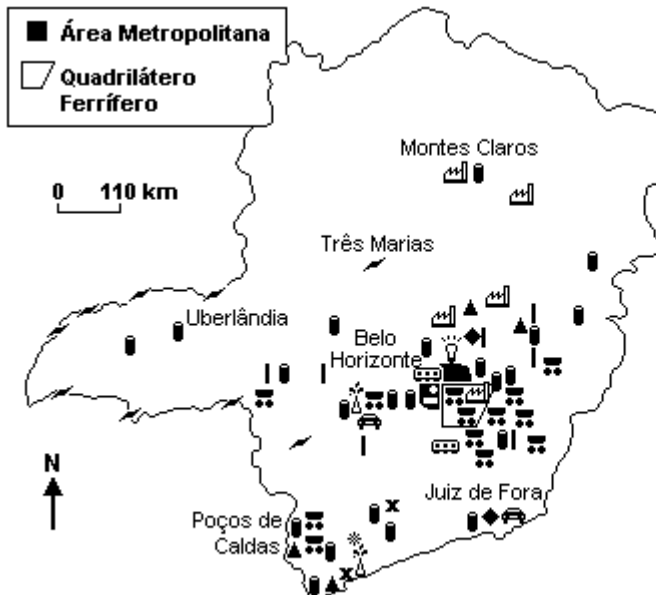 Área Metropolitana
Quadrilátero
Ferrífero
0 110 km
Montes Claros
Três Marias
Uberlândia
Belo
Horizonte
N
Juiz de Fora
Poços de
Caldas